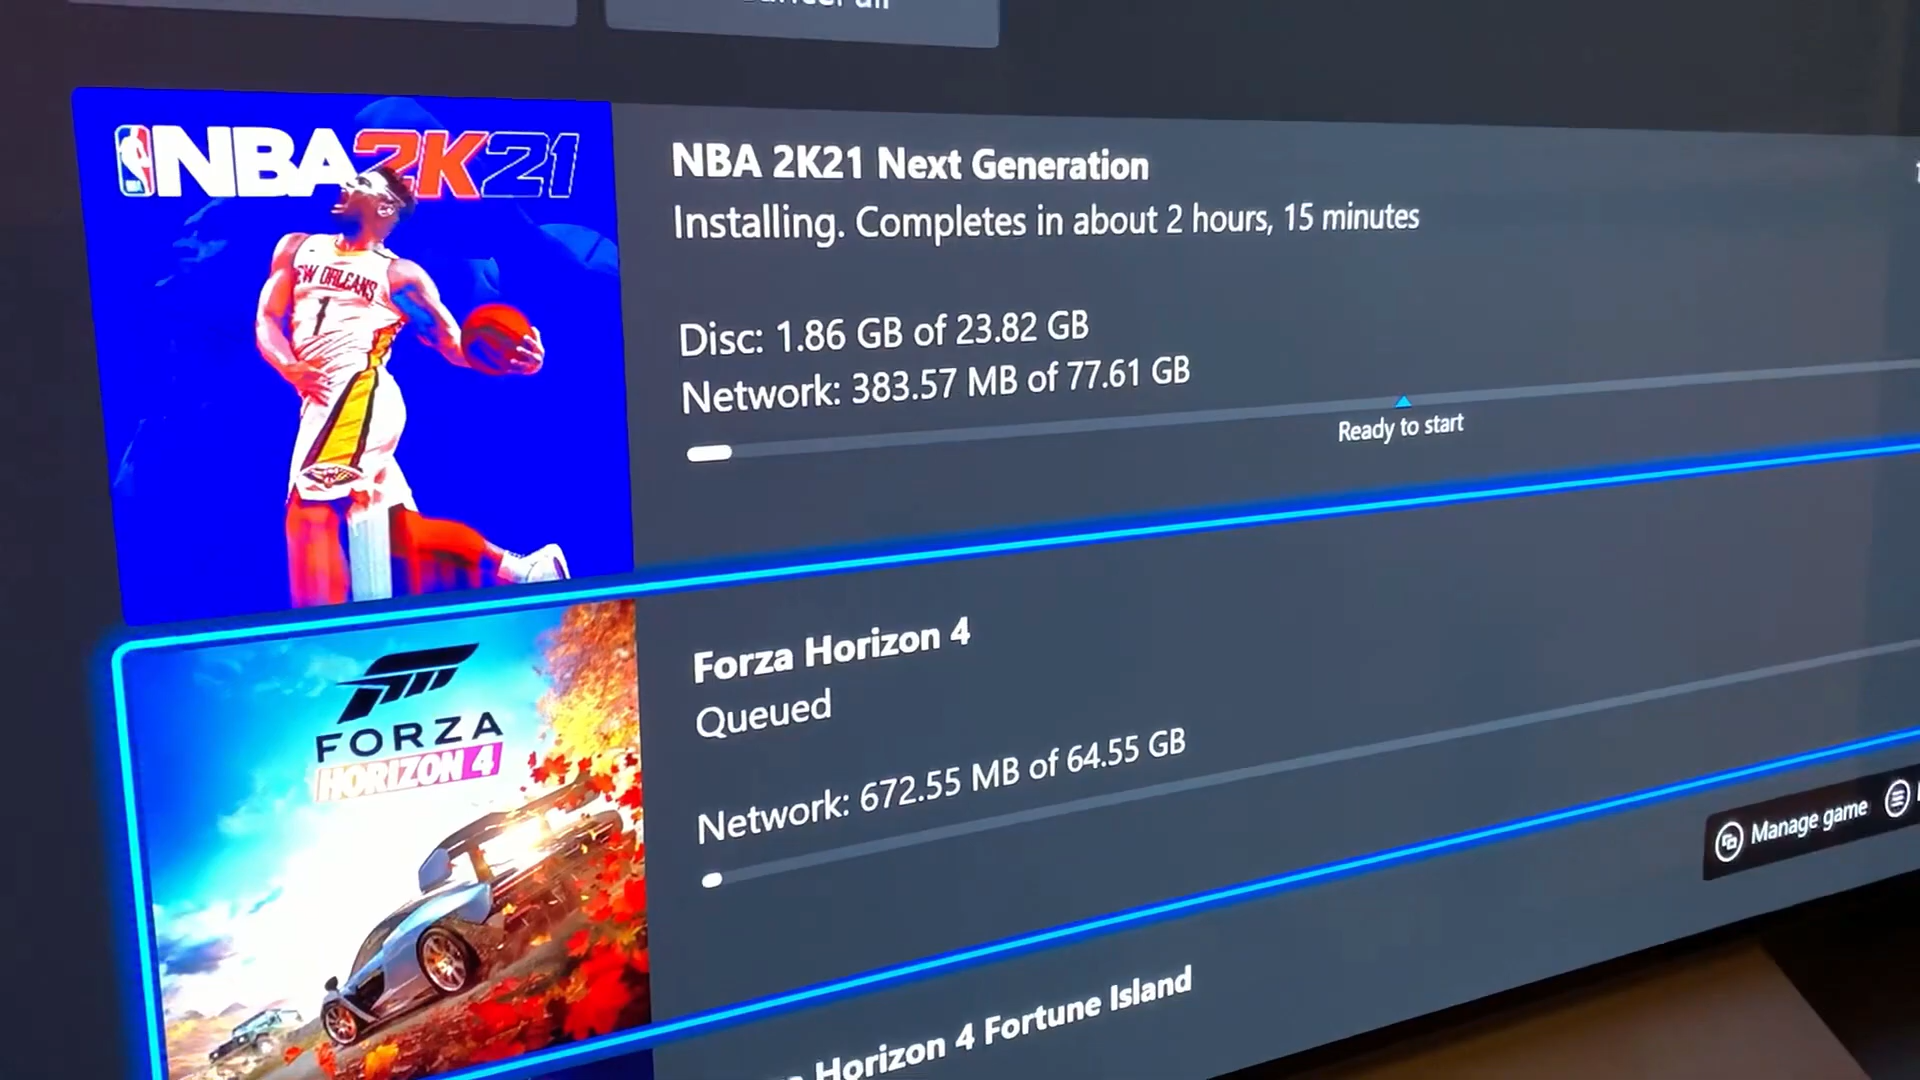 NBA 2K21
NBA 2K21 Next Generation
Installing. Completes in about 2 hours, 15 minutes
NEW ORLEANS
1
Disc: 1.86 GB of 23.82 GB
Network: 383.57 MB of 77.61 GB
Ready to start
FORZA
HORIZON 4
Forza Horizon 4
Queued
Network: 672.55 MB of 64.55 GB
Manage game
Horizon 4 Fortune Island